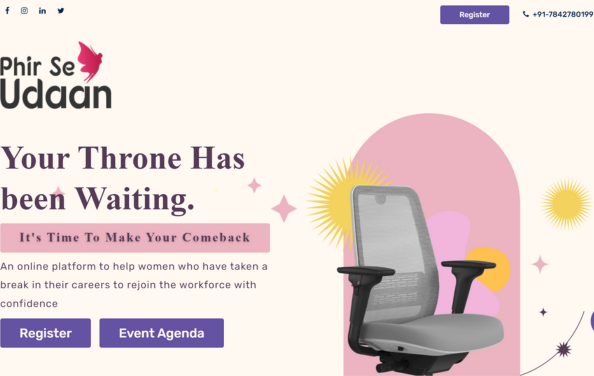 Register
+91-7842780199
Phir Se
Udaan
Your Throne Has
been Waiting.
It's Time To Make Your Comeback
An online platform to help women who have taken a
break in their careers to rejoin the workforce with
confidence
Register
Event Agenda